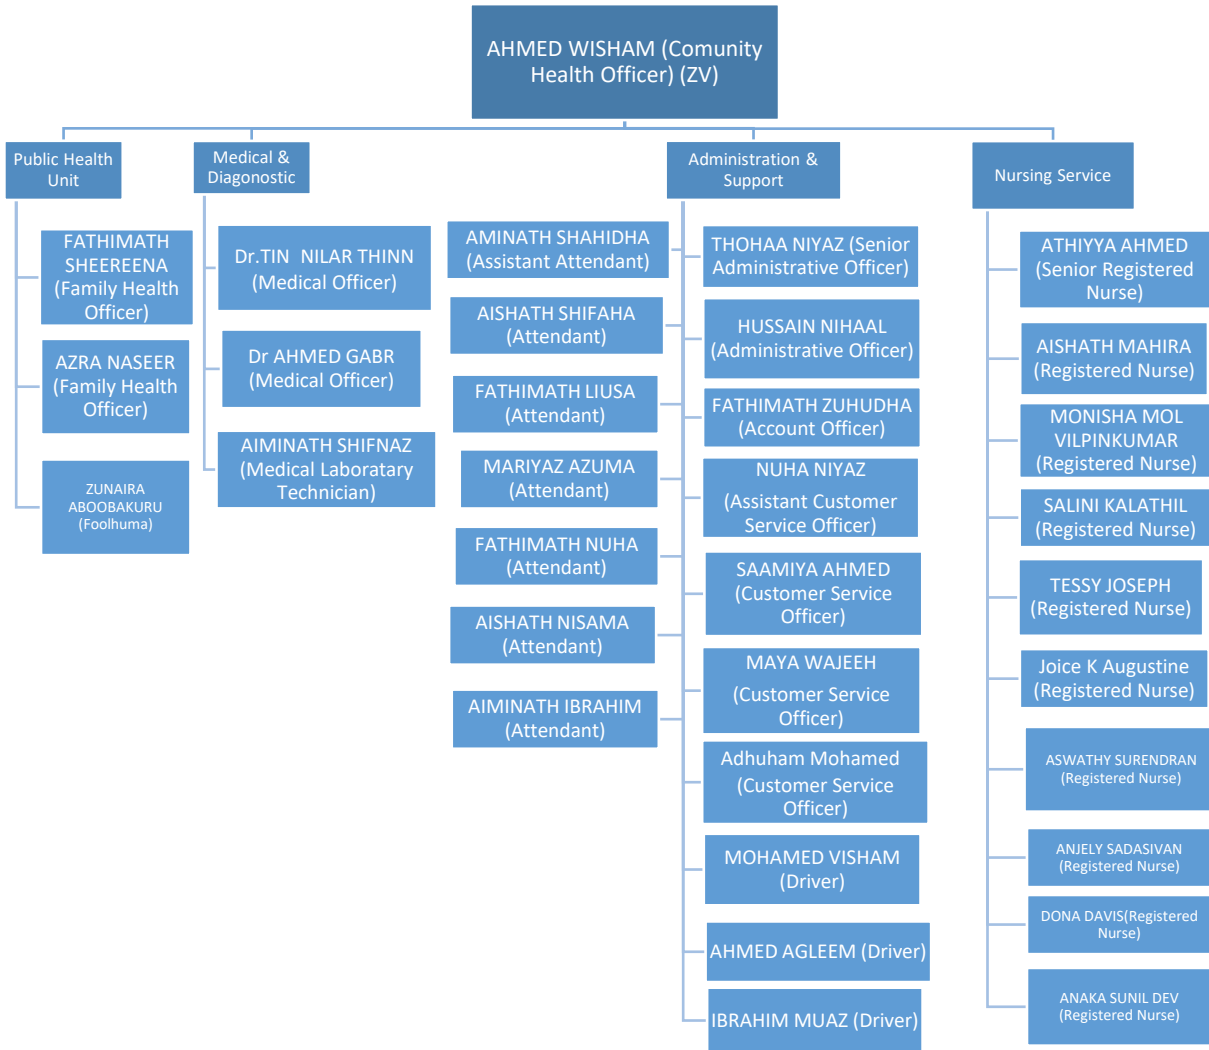 AHMED WISHAM (Comunity
Health Officer) (ZV)
Public Health
Unit
FATHIMATH
SHEEREENA
(Family Health
Officer)
AZRA NASEER
(Family Health
Officer)
ZUNAIRA
ABOOBAKURU
(Foolhuma)
Medical &
Diagonostic
Dr.TIN NILAR THINN
(Medical Officer)
Dr AHMED GABR
(Medical Officer)
AIMINATH SHIFNAZ
(Medical Laboratary
Technician)
Administration &
Support
AMINATH SHAHIDHA
(Assistant Attendant)
AISHATH SHIFAHA
(Attendant)
FATHIMATH LIUSA
(Attendant)
MARIYAZ AZUMA
(Attendant)
FATHIMATH NUHA
(Attendant)
AISHATH NISAMA
(Attendant)
AIMINATH IBRAHIM
(Attendant)
THOHAA NIYAZ (Senior
Administrative Officer)
HUSSAIN NIHAAL
(Administrative Officer)
FATHIMATH ZUHUDHA
(Account Officer)
NUHA NIYAZ
(Assistant Customer
Service Officer)
SAAMIYA AHMED
(Customer Service
Officer)
MAYA WAJEEH
(Customer Service
Officer)
Adhuham Mohamed
(Customer Service
Officer)
MOHAMED VISHAM
(Driver)
AHMED AGLEEM (Driver)
IBRAHIM MUAZ (Driver)
Nursing Service
ATHIYYA AHMED
(Senior Registered
Nurse)
AISHATH MAHIRA
(Registered Nurse)
MONISHA MOL
VILPINKUMAR
(Registered Nurse)
SALINI KALATHIL
(Registered Nurse)
TESSY JOSEPH
(Registered Nurse)
Joice K Augustine
(Registered Nurse)
ASWATHY SURENDRAN
(Registered Nurse)
ANJELY SADASIVAN
(Registered Nurse)
DONA DAVIS(Registered
Nurse)
ANAKA SUNIL DEV
(Registered Nurse)